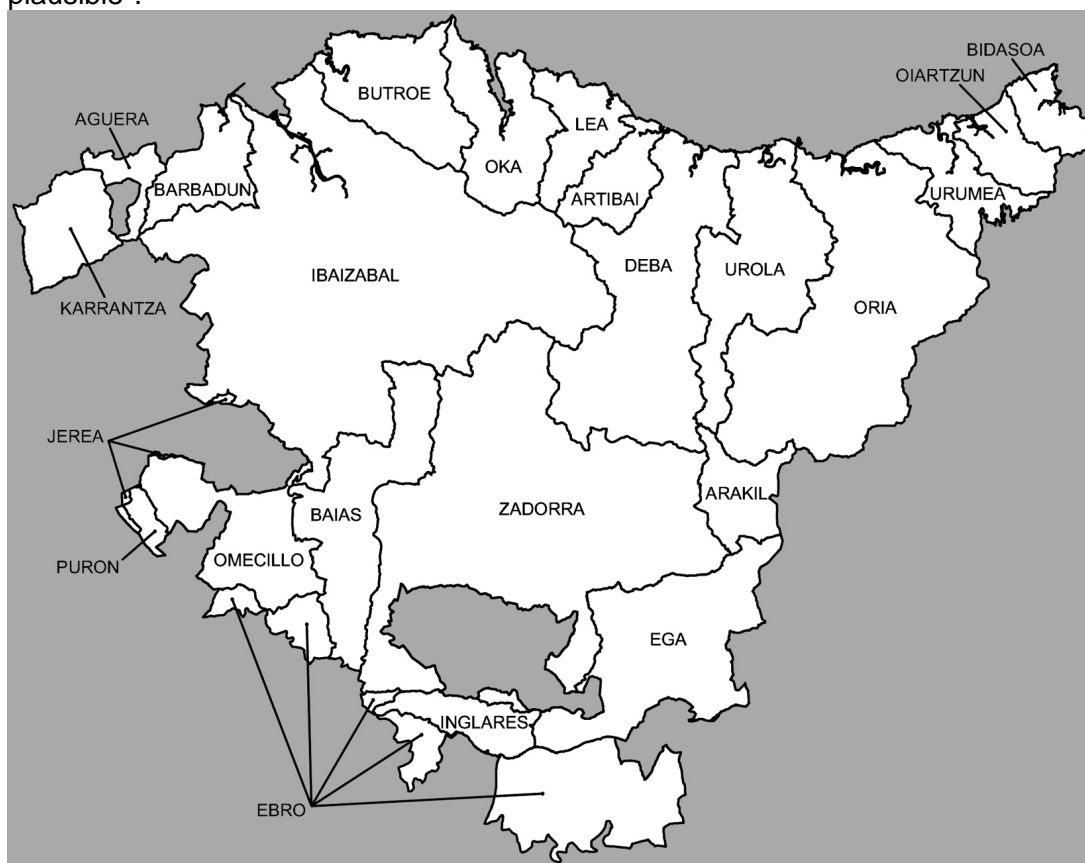 plausible".
BIDASOA
OIARTZUN
BUTROE
AGUERA
LEA
OKA
BARBADUN
ARTIBAI
URUMEA
IBAIZABAL
DEBA
UROLA
KARRANTZA
ORIA
JEREA
ARAKIL
BAIAS
ZADORRA
PURON
OMECILLO
EGA
INGLARES
EBRO